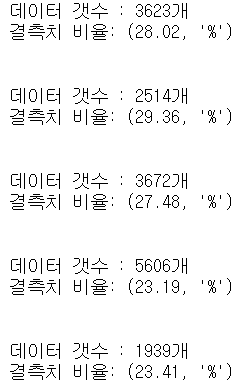 데이터 갯수 : 3623개
결측치 비율: (28.02, '%')
데이터 갯수 : 2514개
결측치 비율: (29.36, '%')
데이터 갯수 : 3672개
결측치 비율: (27.48, '%')
데이터 갯수 : 5606개
결측치 비율: (23.19, '%')
데이터 갯수 : 1939개
결측치 비율: (23.41, '%')